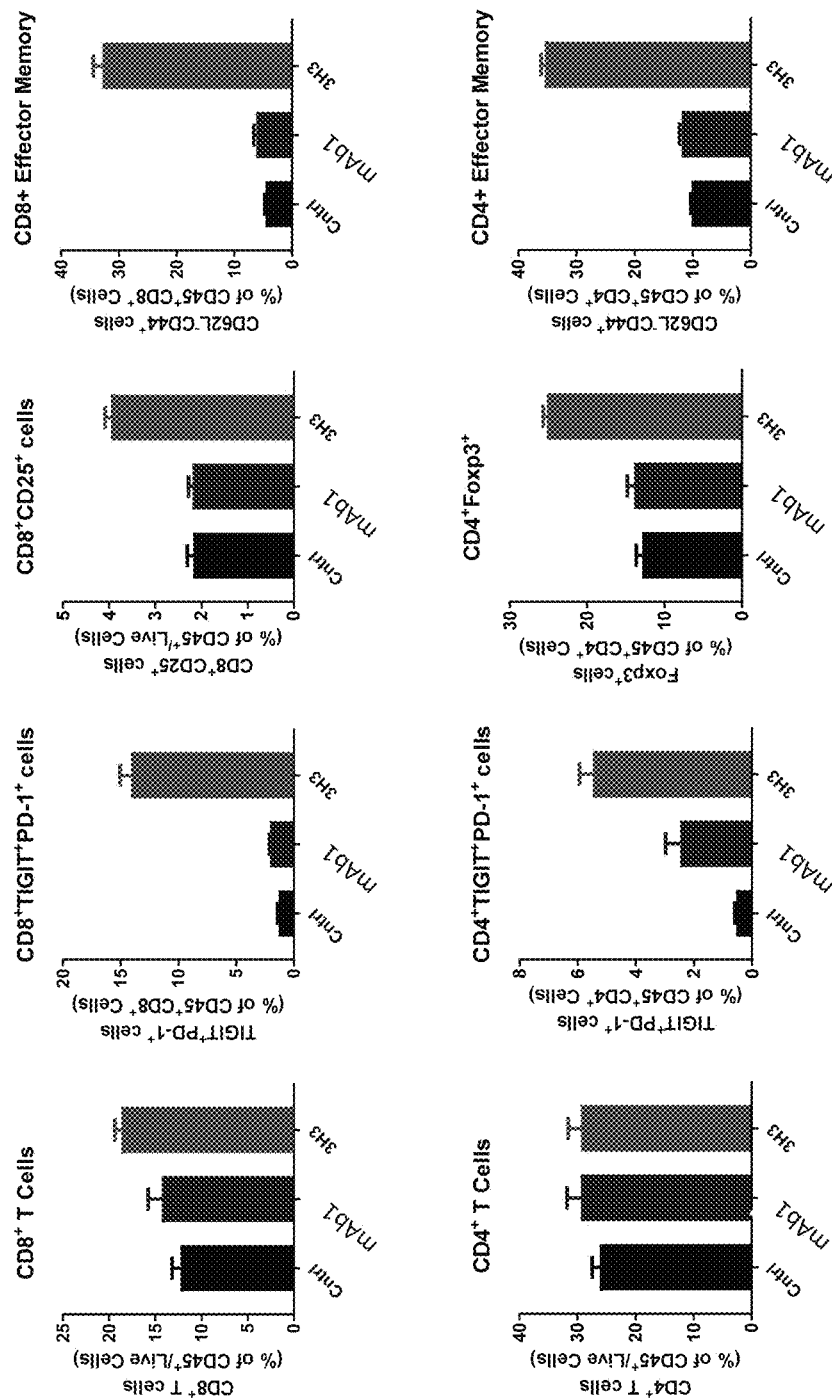 CD8⁺ T Cells
CD8⁺ T cells
(% of CD45⁺/Live Cells)
25
20
15
10
5
0
Cntrl
mAb1
3H3
CD8⁺TIGIT⁺PD-1⁺ cells
TIGIT⁺PD-1⁺ cells
(% of CD45⁺CD8⁺ Cells)
20
15
10
5
0
Cntrl
mAb1
3H3
CD8⁺CD25⁺ cells
CD8⁺CD25⁺ cells
(% of CD45⁺/Live Cells)
5
4
3
2
1
0
Cntrl
mAb1
3H3
CD8+ Effector Memory
CD62L⁻CD44⁺ cells
(% of CD45⁺CD8⁺ Cells)
40
30
20
10
0
Cntrl
mAb1
3H3
CD4⁺ T Cells
CD4⁺ T cells
(% of CD45⁺/Live Cells)
40
30
20
10
0
Cntrl
mAb1
3H3
CD4⁺TIGIT⁺PD-1⁺ cells
TIGIT⁺PD-1⁺ cells
(% of CD45⁺CD4⁺ Cells)
8
6
4
2
0
Cntrl
mAb1
3H3
CD4⁺Foxp3⁺
Foxp3⁺cells
(% of CD45⁺CD4⁺ Cells)
30
20
10
0
Cntrl
mAb1
3H3
CD4+ Effector Memory
CD62L⁻CD44⁺ cells
(% of CD45⁺CD4⁺ Cells)
40
30
20
10
0
Cntrl
mAb1
3H3